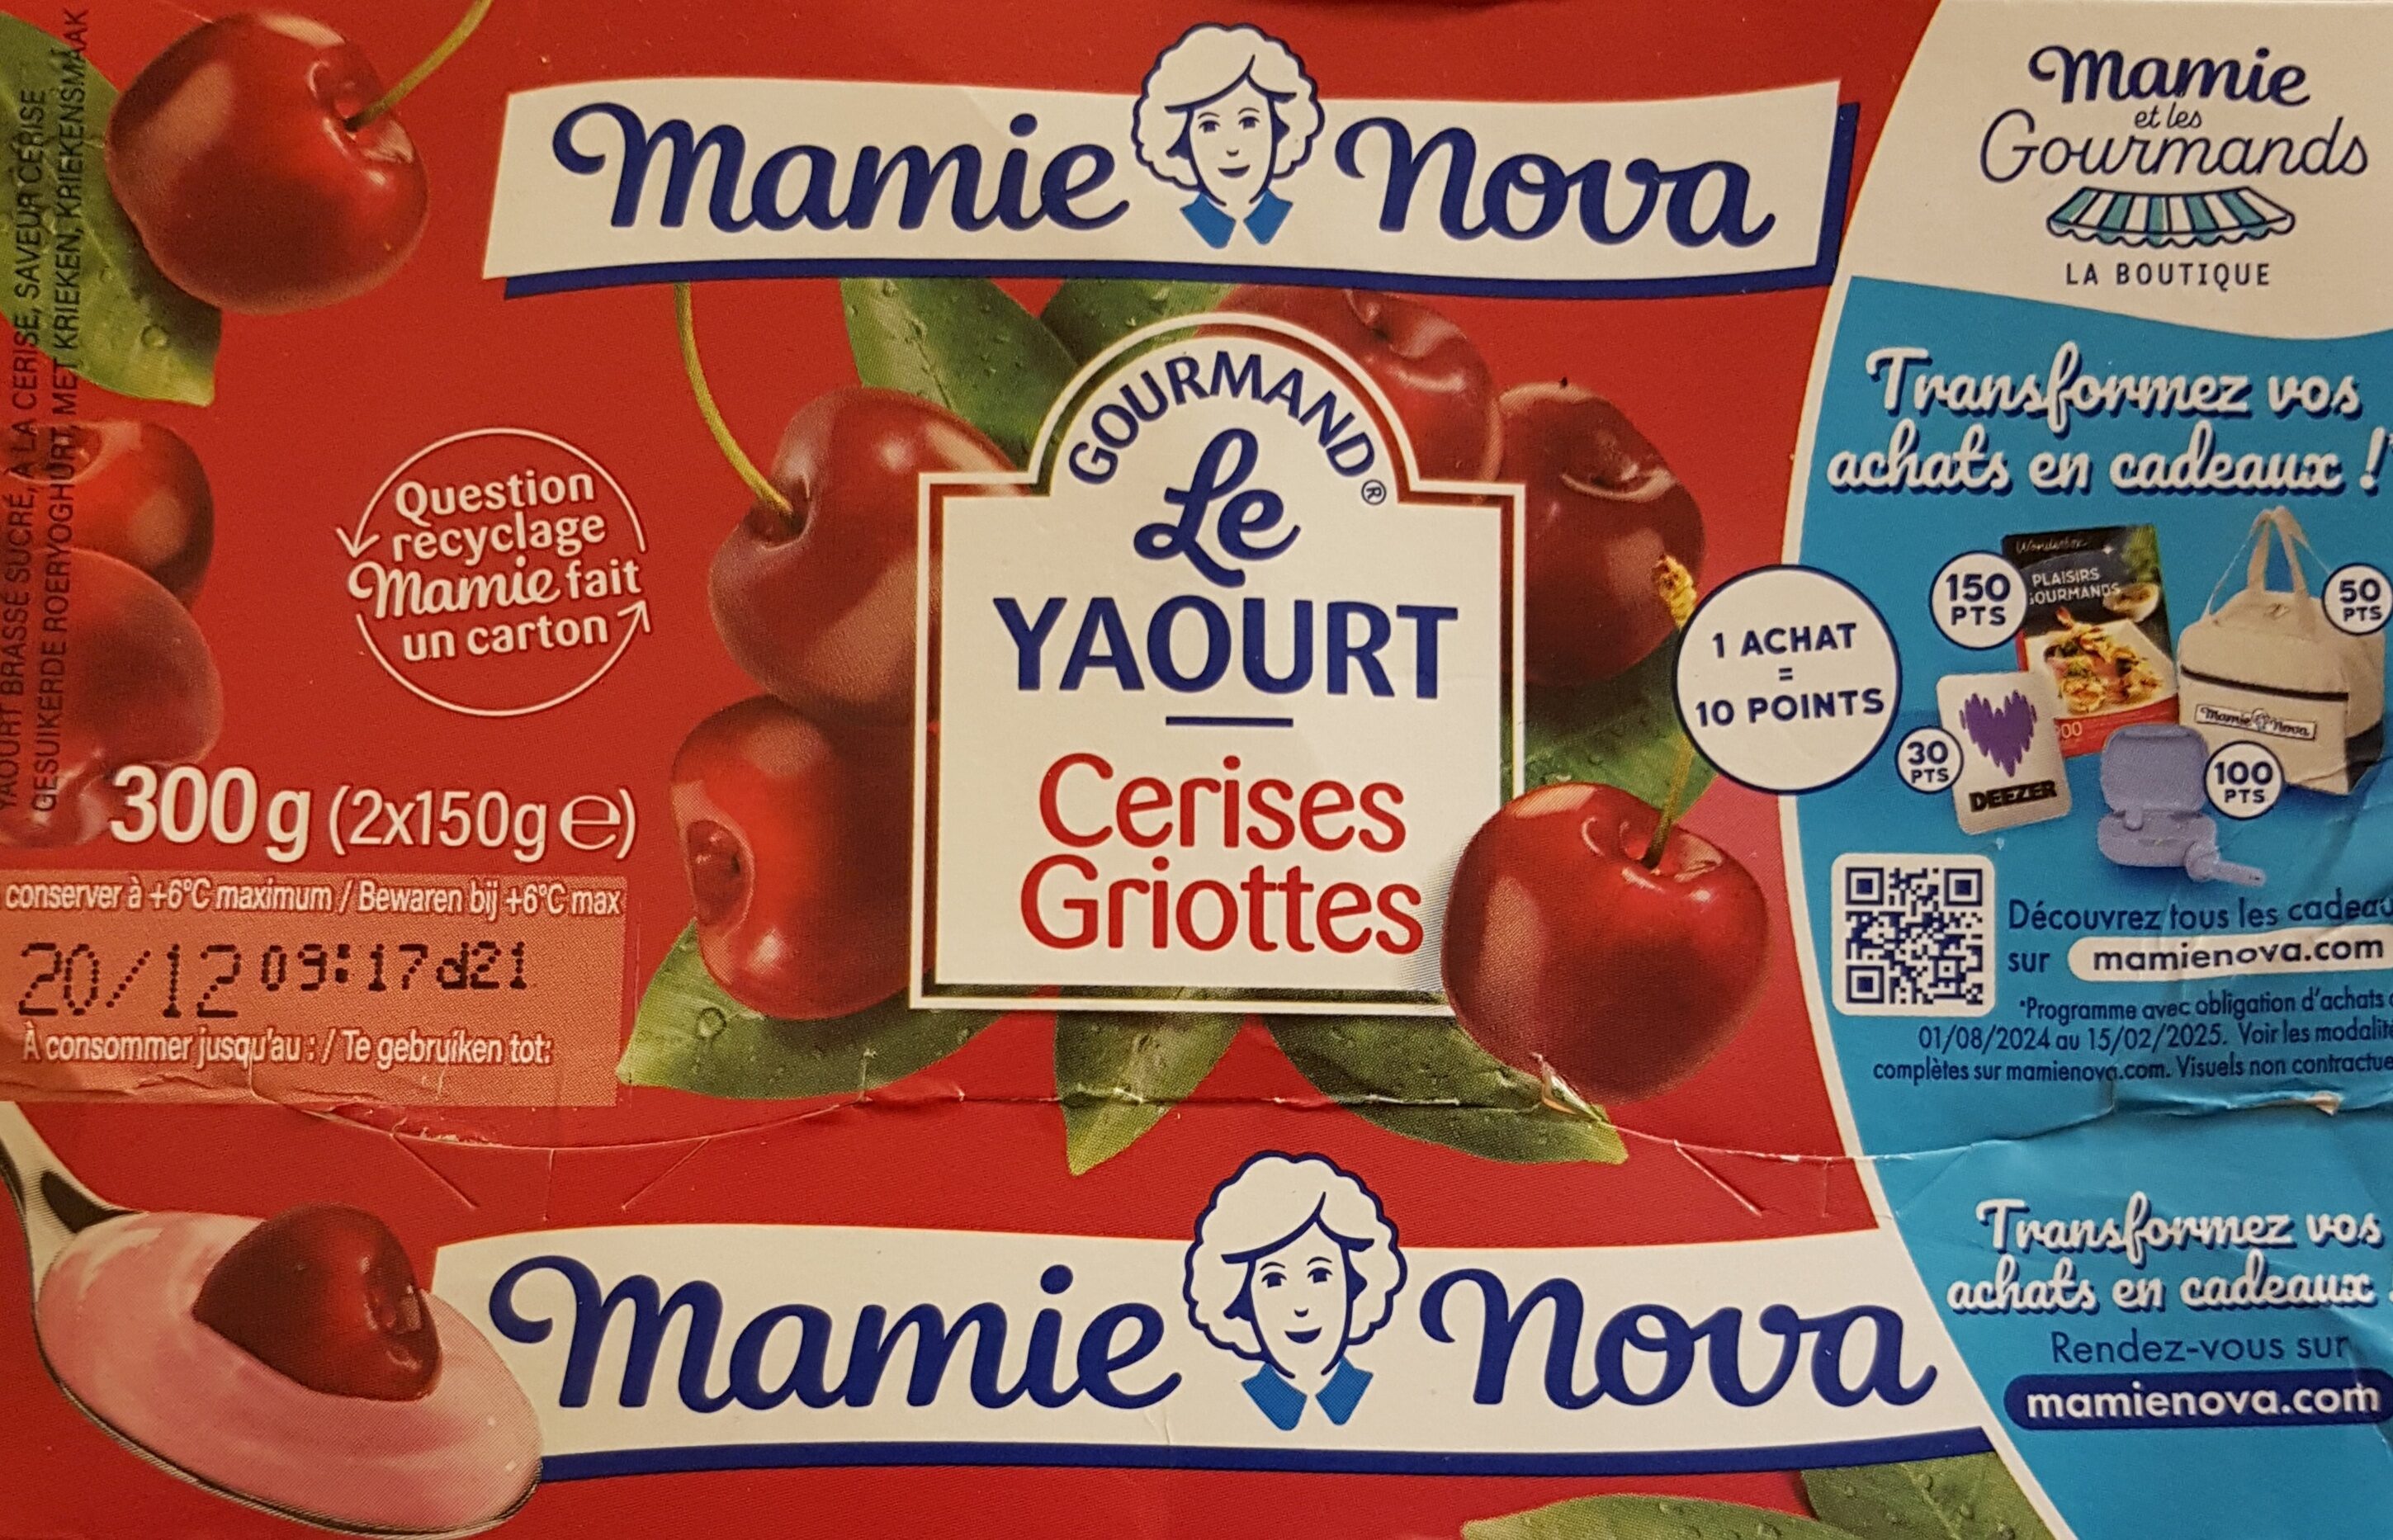 YAOURT BRASSÉ SUCRÉ, À LA CERISE, SAVEUR CERISE
GESUIKERDE ROERYOGHURT, MET KRIEKEN, KRIEKENSMAAK
Mamie Nova
Question
recyclage
Mamie fait
un carton
300g (2x150g e)
conserver à +6°C maximum / Bewaren bij +6°C max
20/12 09:17d21
À consommer jusqu'au : / Te gebruiken tot:
GOURMAND®
Le
YAOURT
Cerises
Griottes
Mamie
et les
Gourmands
LA BOUTIQUE
Transformez vos
achats en cadeaux !
1 ACHAT
=
10 POINTS
150
PTS
Wonderbox
PLAISIRS
GOURMANDS
50
PTS
Mamie Nova
30
PTS
DEEZER
100
PTS
Découvrez tous les
sur mamienova.com
*Programme avec obligation d'achats
01/08/2024 au 15/02/2025. Voir les
complètes sur mamienova.com. Visuels non
Mamie Nova
Transformez vos
achats en cadeaux
Rendez-vous sur
mamienova.com